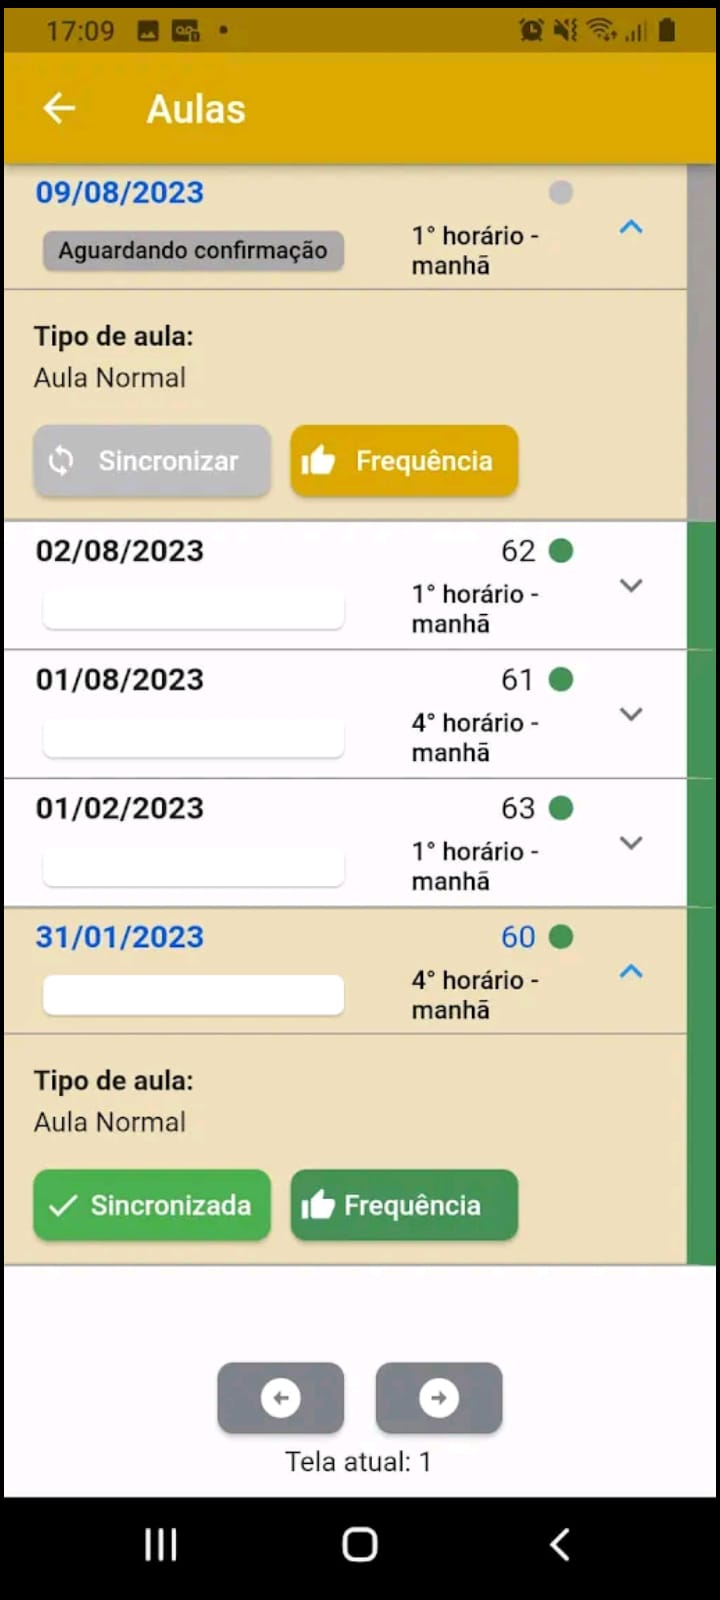 17:09
Aulas
09/08/2023
Aguardando confirmação
1° horário -
manhã
Tipo de aula:
Aula Normal
Sincronizar
Frequência
02/08/2023
62
1° horário -
manhã
01/08/2023
61
4° horário -
manhã
01/02/2023
63
1° horário -
manhã
31/01/2023
60
4° horário -
manhã
Tipo de aula:
Aula Normal
Sincronizada
Frequência
Tela atual: 1